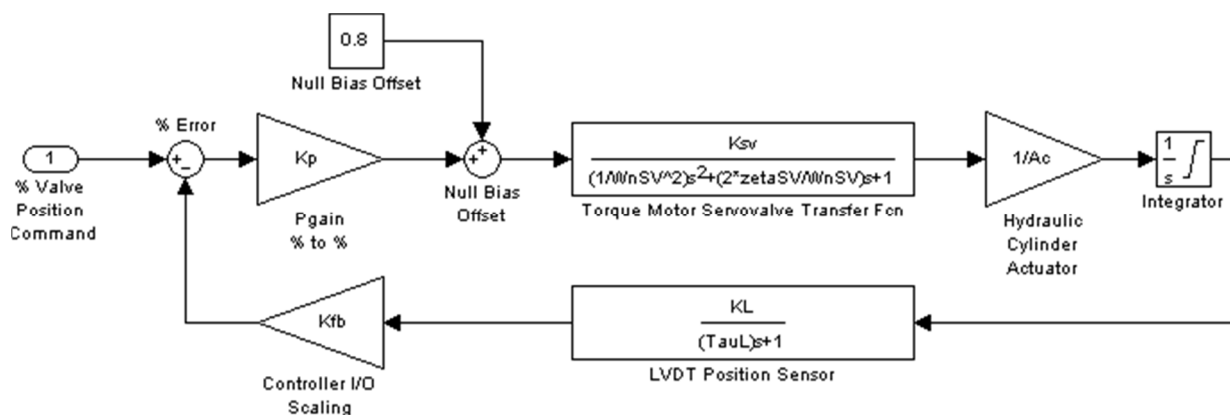 0.8
Null Bias Offset
% Error
1
% Valve
Position
Command
+
−
Kp
Pgain
% to %
+
+
Null Bias
Offset
Ksv
(1/WnSV^2)s²+(2*zetaSV/WnSV)s+1
Torque Motor Servovalve Transfer Fcn
1/Ac
Hydraulic
Cylinder
Actuator
1
s
Integrator
Kfb
Controller I/O
Scaling
KL
(TauL)s+1
LVDT Position Sensor